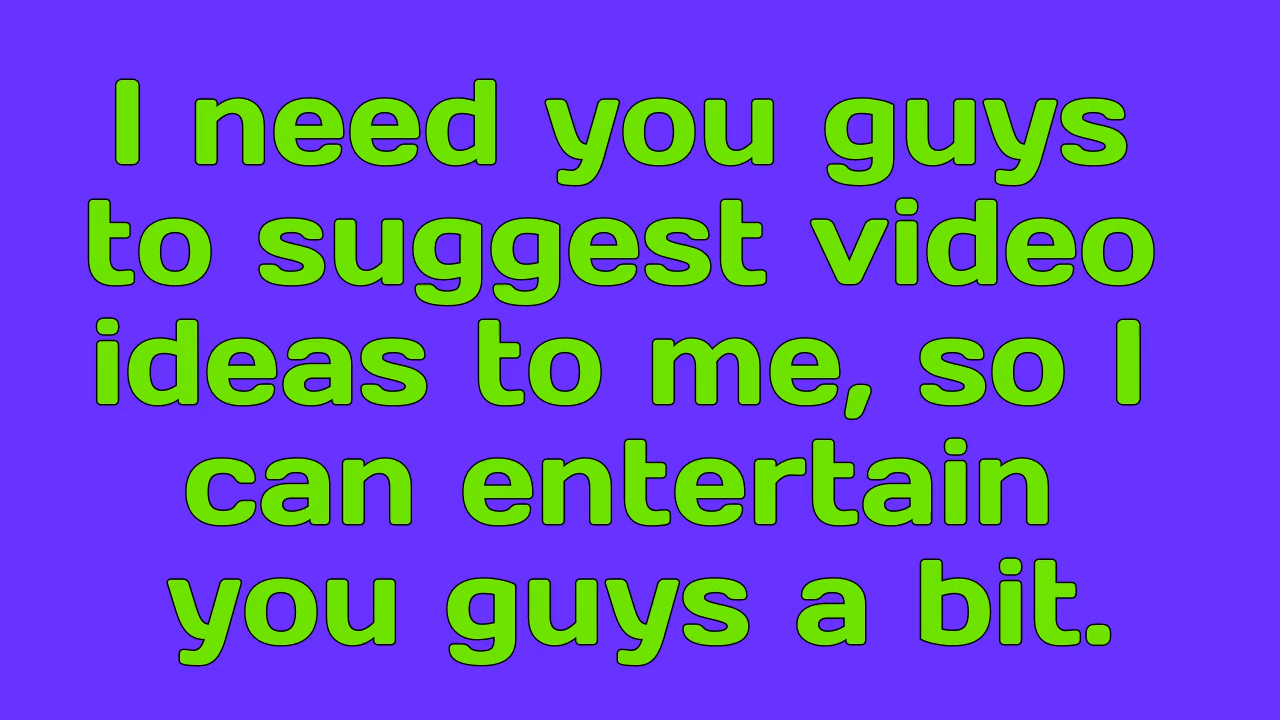 I need you guys
to suggest video
ideas to me, so I
can entertain
you guys a bit.